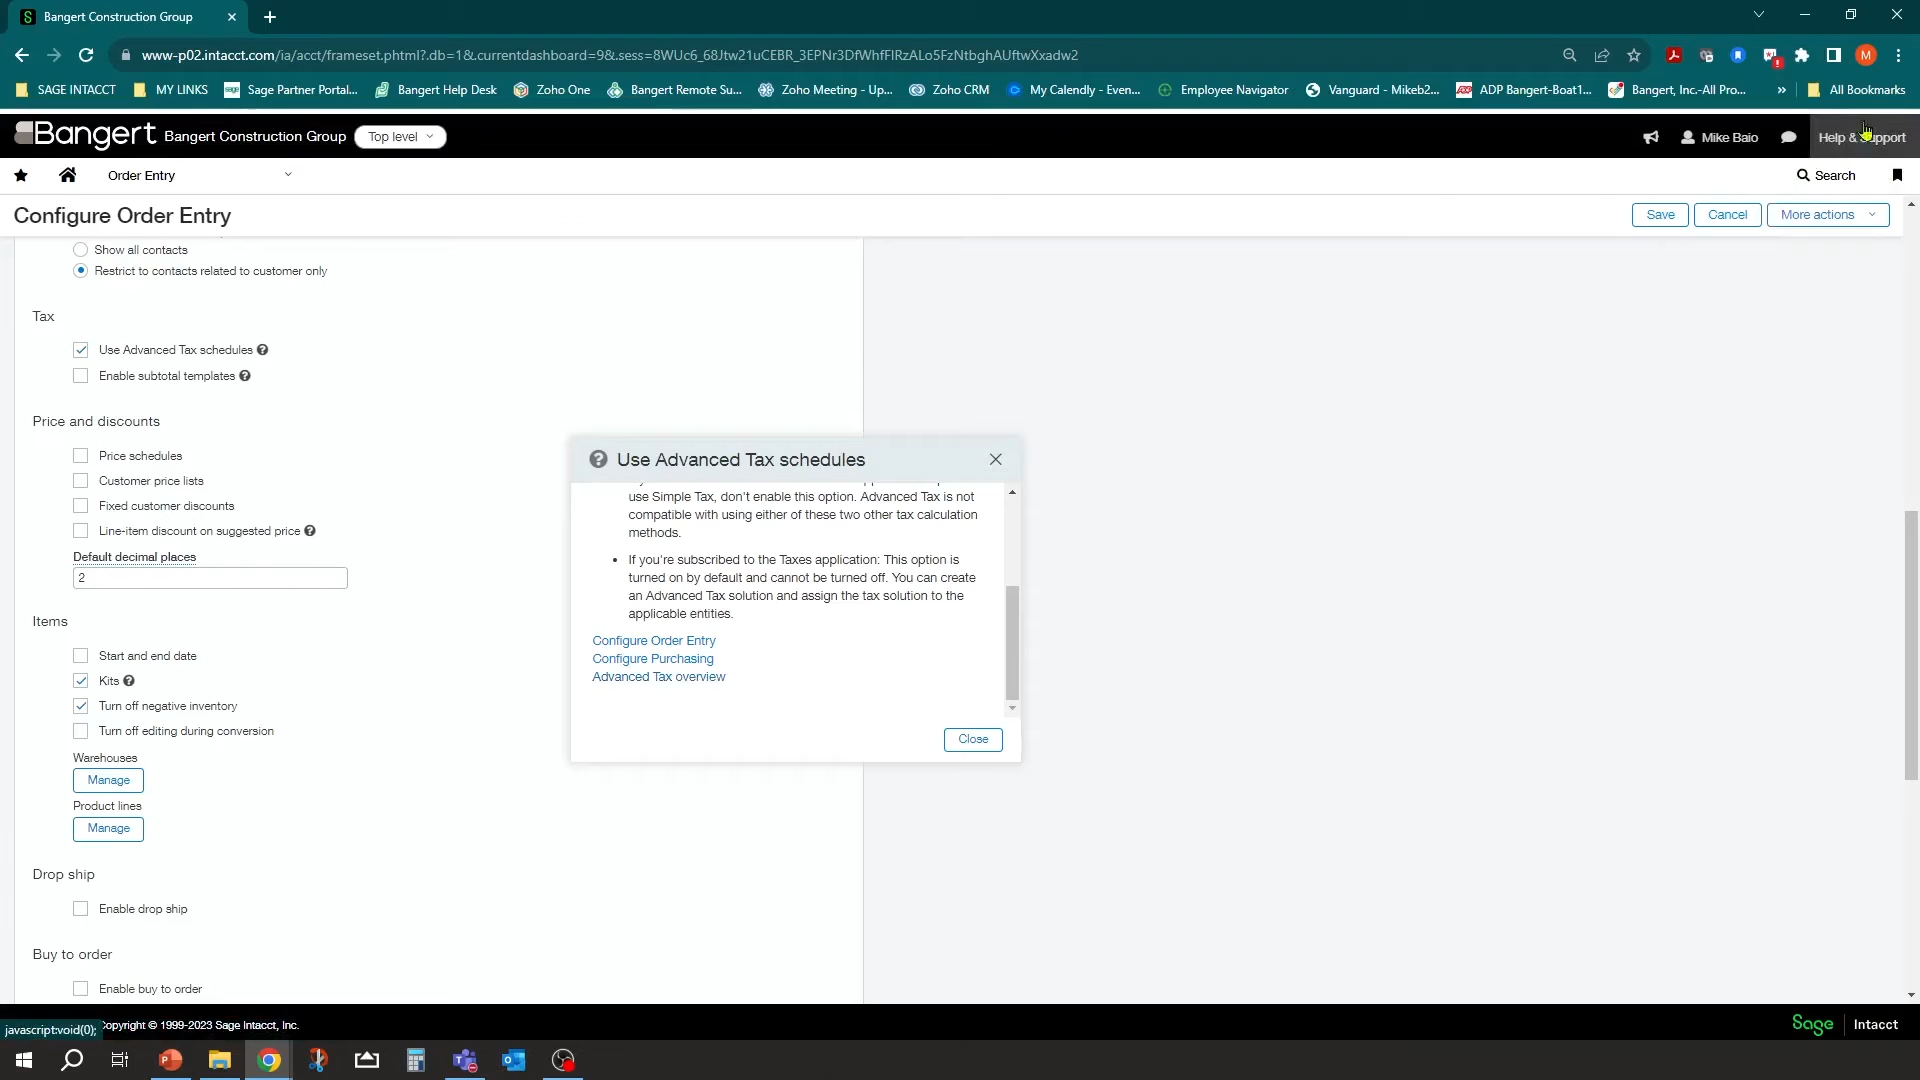 Bangert Construction Group
www-p02.intacct.com/ia/acct/frameset.phtml?.db=1&.currentdashboard=9&.sess=8WUc6_68Jtw21uCEBR_3EPNr3DfWhfFlRzALo5FzNtbghAUftwXxadw2
M
SAGE INTACCT
MY LINKS
Sage Partner Portal...
Bangert Help Desk
Zoho One
Bangert Remote Su...
Zoho Meeting - Up...
Zoho CRM
My Calendly - Even...
Employee Navigator
Vanguard - Mikeb2...
ADP Bangert-Boat1...
Bangert, Inc.-All Pro...
»
All Bookmarks
Bangert Bangert Construction Group Top level
Mike Baio
Help & Support
Order Entry
Search
Configure Order Entry
Save
Cancel
More actions
Show all contacts
Restrict to contacts related to customer only
Tax
Use Advanced Tax schedules
Enable subtotal templates
Price and discounts
Price schedules
Customer price lists
Fixed customer discounts
Line-item discount on suggested price
Default decimal places
2
Items
Start and end date
Kits
Turn off negative inventory
Turn off editing during conversion
Warehouses
Manage
Product lines
Manage
Drop ship
Enable drop ship
Buy to order
Enable buy to order
Use Advanced Tax schedules
use Simple Tax, don't enable this option. Advanced Tax is not
compatible with using either of these two other tax calculation
methods.
• If you're subscribed to the Taxes application: This option is
turned on by default and cannot be turned off. You can create
an Advanced Tax solution and assign the tax solution to the
applicable entities.
Configure Order Entry
Configure Purchasing
Advanced Tax overview
Close
javascript:void(0);
opyright © 1999-2023 Sage Intacct, Inc.
Sage Intacct